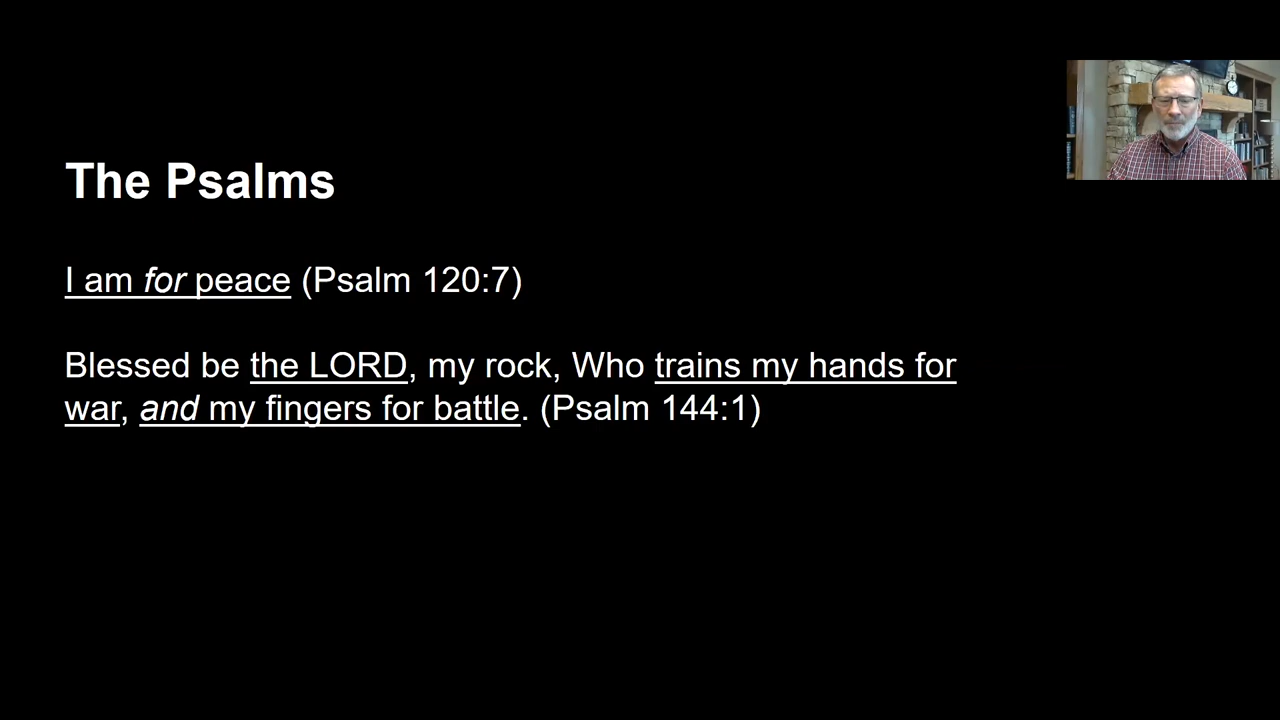 The Psalms
I am for peace (Psalm 120:7)
Blessed be the LORD, my rock, Who trains my hands for
war, and my fingers for battle. (Psalm 144:1)